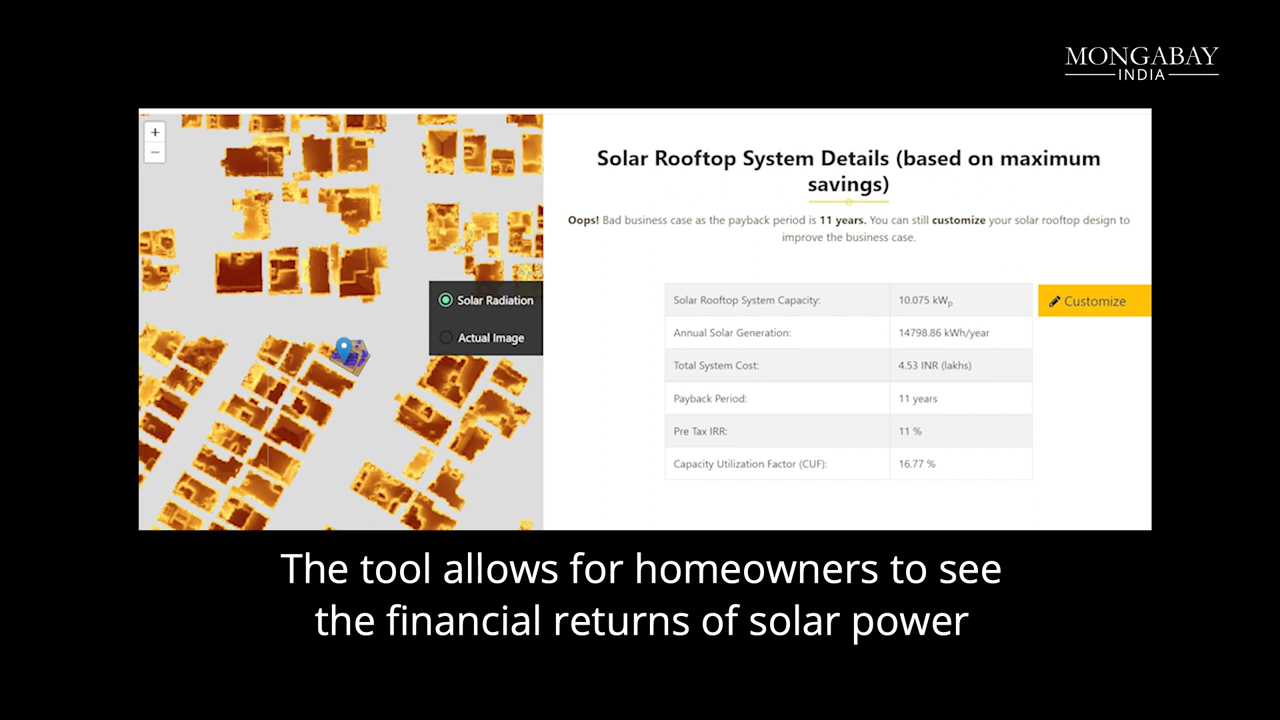 MONGABAY
INDIA
+
−
Solar Radiation
Actual Image
Solar Rooftop System Details (based on maximum
savings)
Oops! Bad business case as the payback period is 11 years. You can still customize your solar rooftop design to
improve the business case.
Solar Rooftop System Capacity: 10.075 kWp
Annual Solar Generation: 14798.86 kWh/year
Total System Cost: 4.53 INR (lakhs)
Payback Period: 11 years
Pre Tax IRR: 11 %
Capacity Utilization Factor (CUF): 16.77 %
Customize
The tool allows for homeowners to see
the financial returns of solar power